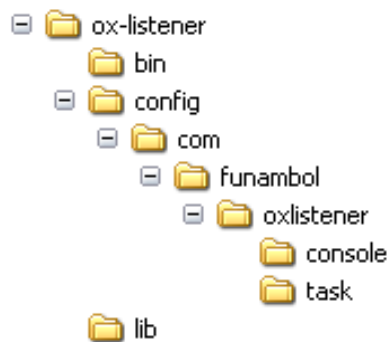 ox-listener
bin
config
com
funambol
oxlistener
console
task
lib